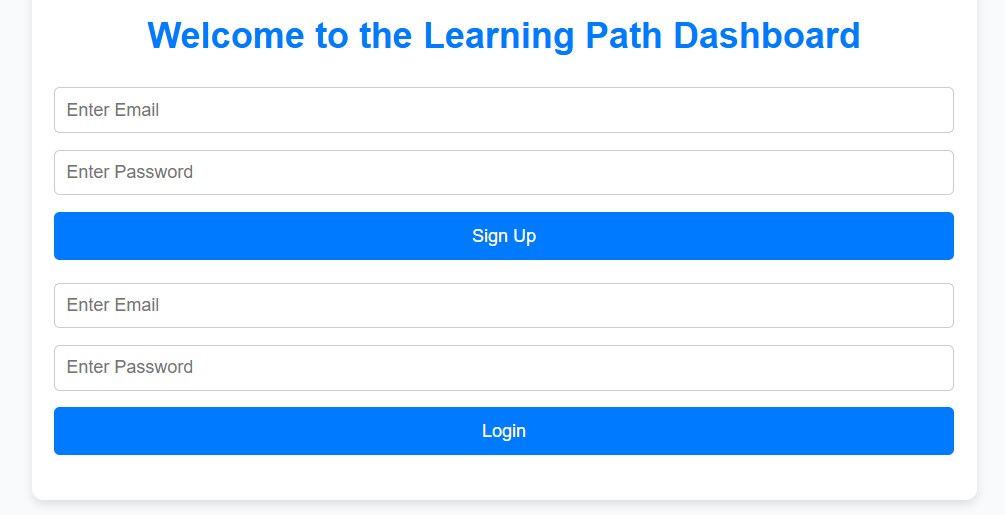 Welcome to the Learning Path Dashboard
Enter Email
Enter Password
Sign Up
Enter Email
Enter Password
Login